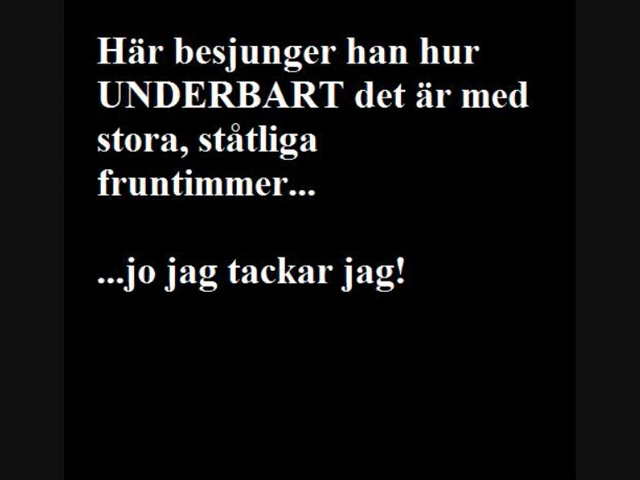 Här besjunger han hur
UNDERBART det är med
stora, ståtliga
fruntimmer...
...jo jag tackar jag!